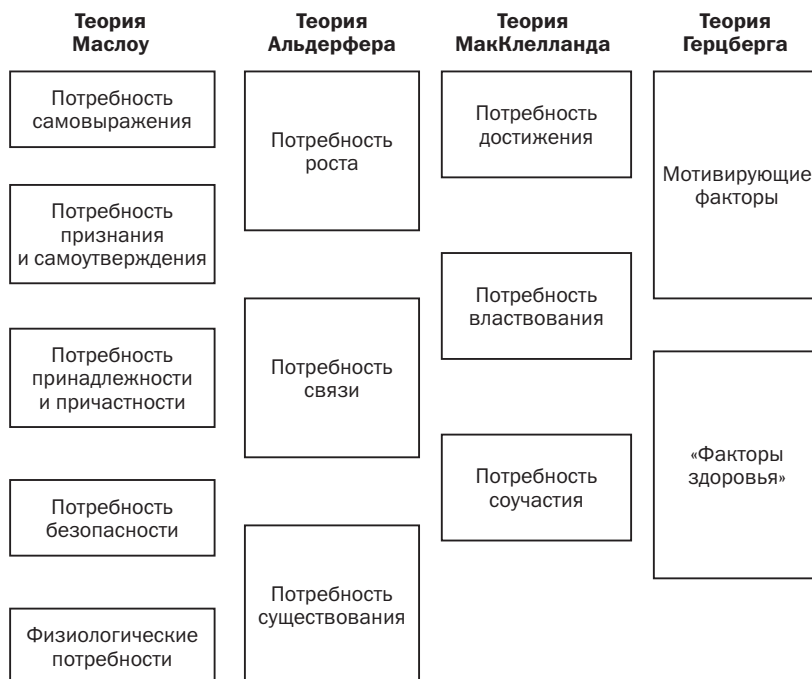 Теория
Маслоу
Потребность
самовыражения
Потребность
признания
и самоутверждения
Потребность
принадлежности
и причастности
Потребность
безопасности
Физиологические
потребности
Теория
Альдерфера
Потребность
роста
Потребность
связи
Потребность
существования
Теория
МакКлелланда
Потребность
достижения
Потребность
властвования
Потребность
соучастия
Теория
Герцберга
Мотивирующие
факторы
«Факторы
здоровья»